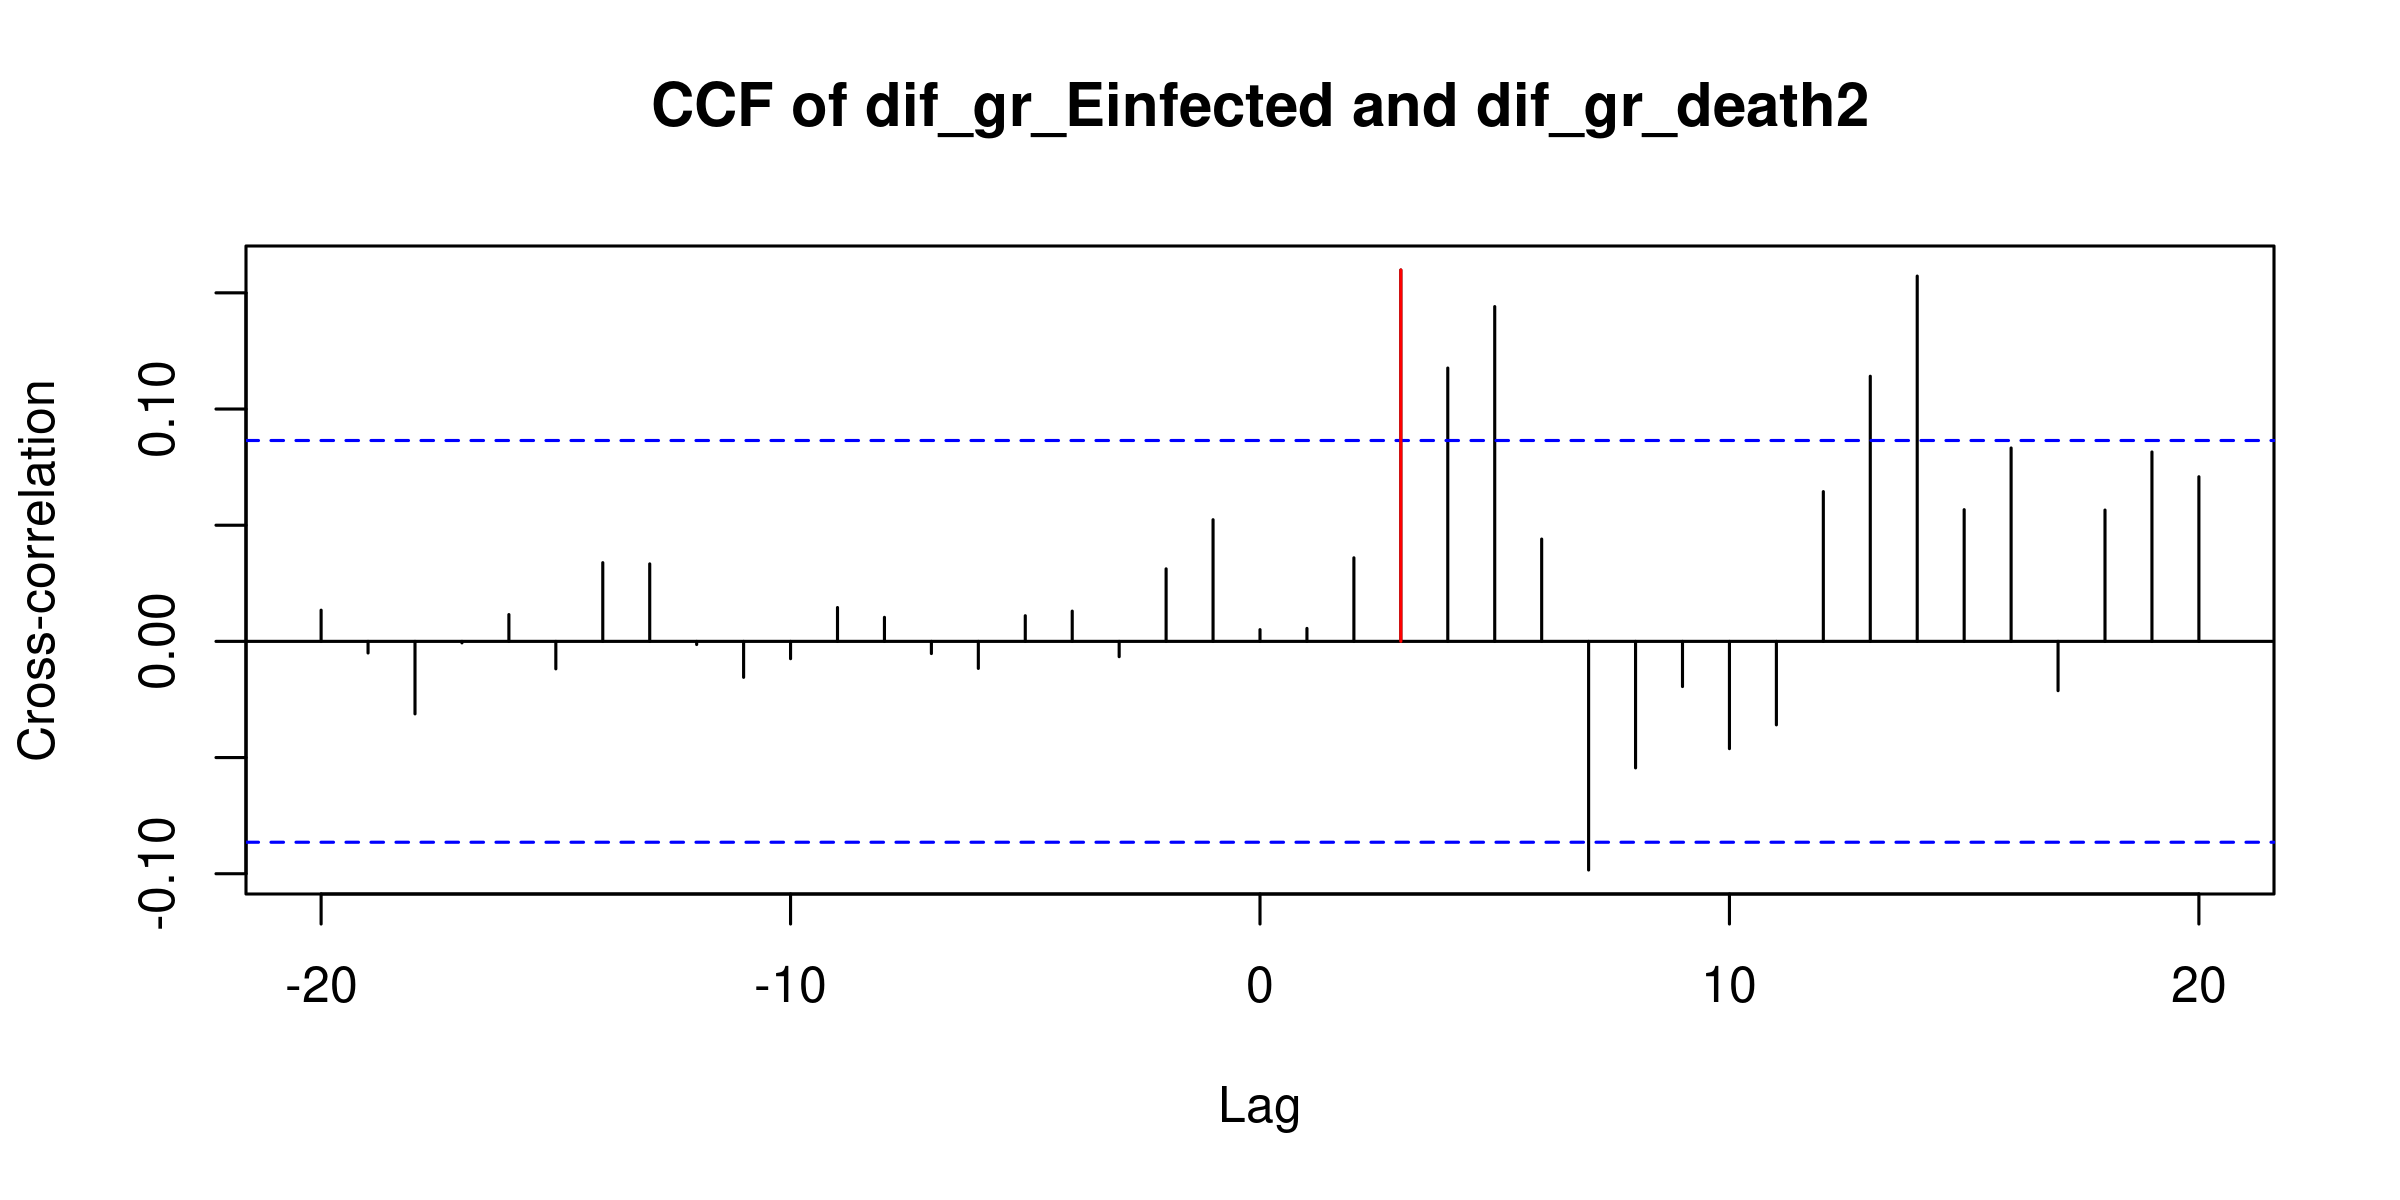 CCF of dif_gr_Einfected and dif_gr_death2
Cross-correlation
0.10
0.00
-0.10
-20
-10
0
10
20
Lag